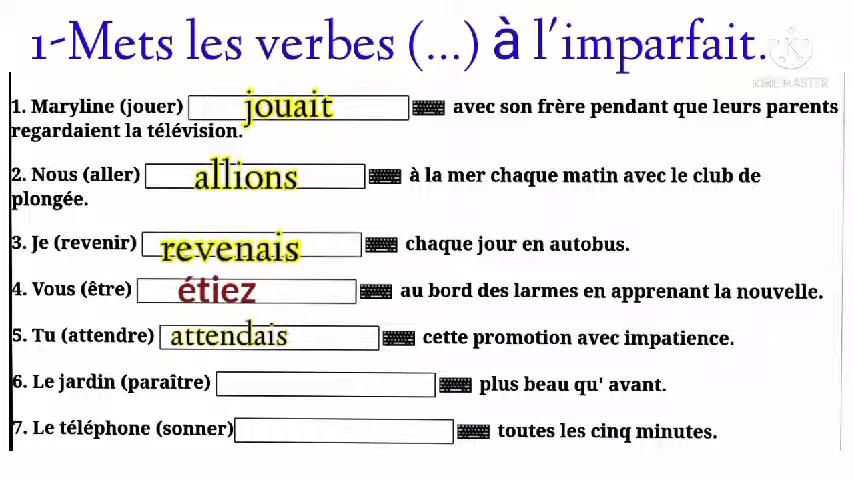 1-Mets les verbes (...) à l'imparfait.
KINEMASTER
1. Maryline (jouer) jouait avec son frère pendant que leurs parents
regardaient la télévision.
2. Nous (aller) allions à la mer chaque matin avec le club de
plongée.
3. Je (revenir) revenais chaque jour en autobus.
4. Vous (être) étiez au bord des larmes en apprenant la nouvelle.
5. Tu (attendre) attendais cette promotion avec impatience.
6. Le jardin (paraître) plus beau qu' avant.
7. Le téléphone (sonner) toutes les cinq minutes.